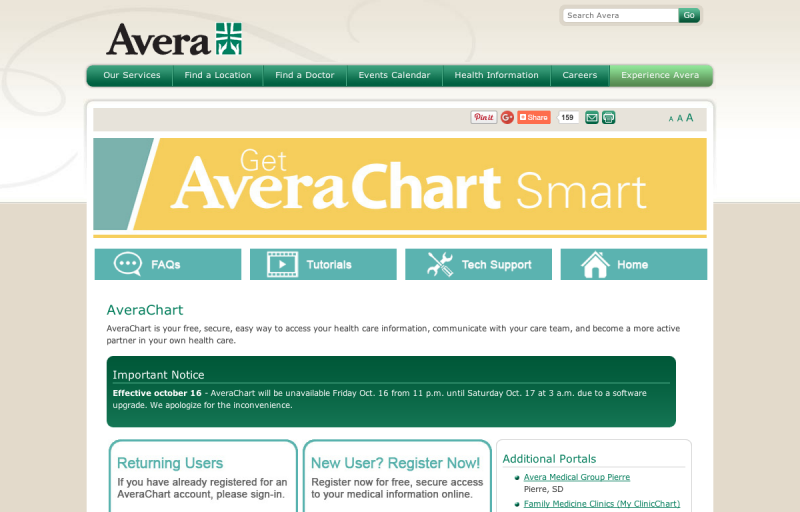 Search Avera
Go
Avera
Our Services
Find a Location
Find a Doctor
Events Calendar
Health Information
Careers
Experience Avera
Pin it
G+
Share
159
A A A
Get
AveraChart Smart
FAQs
Tutorials
Tech Support
Home
AveraChart
AveraChart is your free, secure, easy way to access your health care information, communicate with your care team, and become a more active
partner in your own health care.
Important Notice
Effective october 16 - AveraChart will be unavailable Friday Oct. 16 from 11 p.m. until Saturday Oct. 17 at 3 a.m. due to a software
upgrade. We apologize for the inconvenience.
Returning Users
If you have already registered for an
AveraChart account, please sign-in.
New User? Register Now!
Register now for free, secure access
to your medical information online.
Additional Portals
Avera Medical Group Pierre
Pierre, SD
Family Medicine Clinics (My ClinicChart)